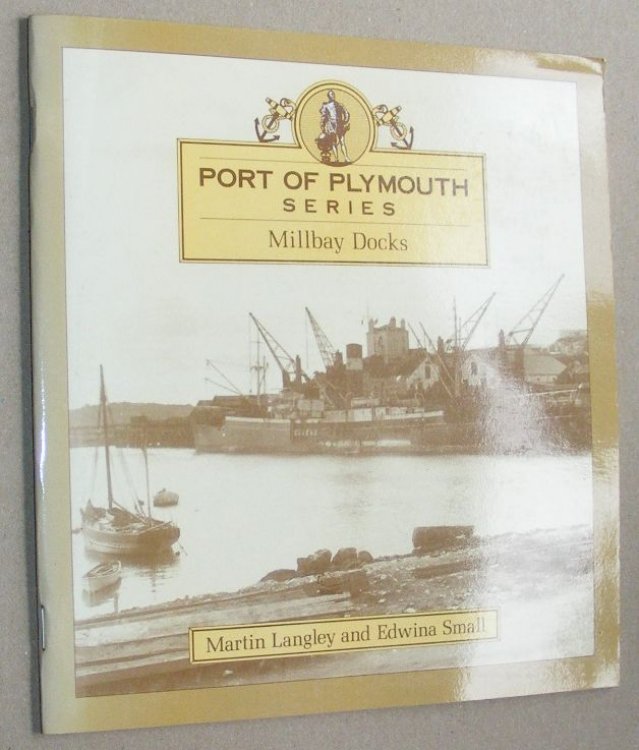 PORT OF PLYMOUTH
SERIES
Millbay Docks
Martin Langley and Edwina Small